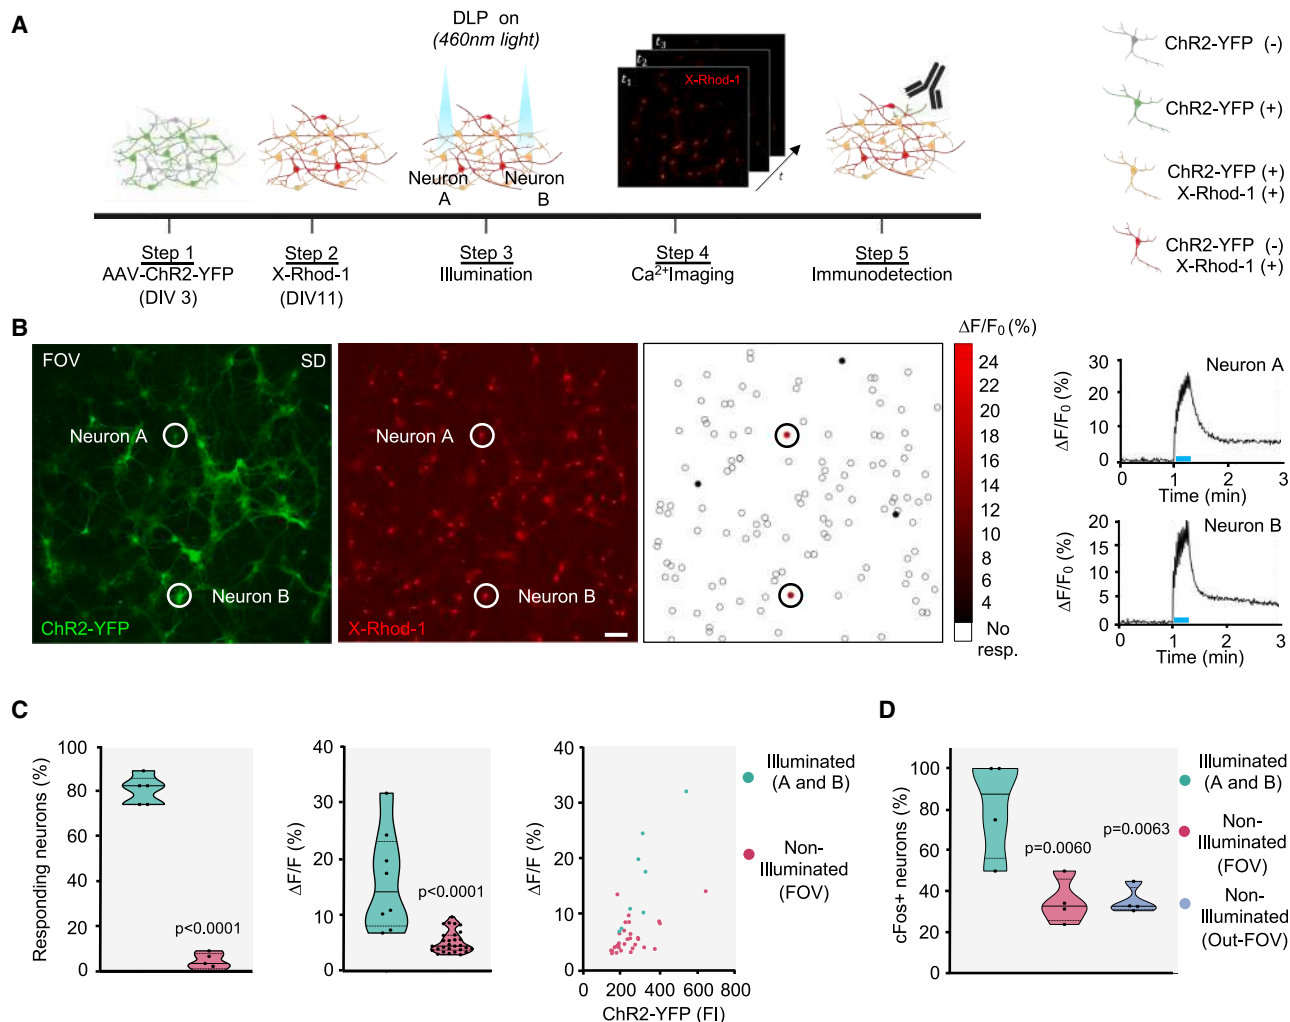 A
DLP on
(460nm light)
t3
t2
t1
X-Rhod-1
t
Neuron A
Neuron B
Step 1
AAV-ChR2-YFP
(DIV 3)
Step 2
X-Rhod-1
(DIV11)
Step 3
Illumination
Step 4
Ca²⁺Imaging
Step 5
Immunodetection
ChR2-YFP (-)
ChR2-YFP (+)
ChR2-YFP (+)
X-Rhod-1 (+)
ChR2-YFP (-)
X-Rhod-1 (+)
B
FOV
SD
Neuron A
Neuron B
ChR2-YFP
Neuron A
Neuron B
X-Rhod-1
ΔF/F₀ (%)
24
22
20
18
16
14
12
10
8
6
4
No
resp.
Neuron A
ΔF/F₀ (%)
30
20
10
0
0 1 2 3
Time (min)
Neuron B
ΔF/F₀ (%)
20
15
10
5
0
0 1 2 3
Time (min)
C
Responding neurons (%)
100
80
60
40
20
0
p<0.0001
ΔF/F (%)
40
30
20
10
0
p<0.0001
ΔF/F (%)
40
30
20
10
0
0 200 400 600 800
ChR2-YFP (FI)
Illuminated
(A and B)
Non-
Illuminated
(FOV)
D
cFos+ neurons (%)
100
80
60
40
20
0
p=0.0060
p=0.0063
Illuminated
(A and B)
Non-
Illuminated
(FOV)
Non-
Illuminated
(Out-FOV)